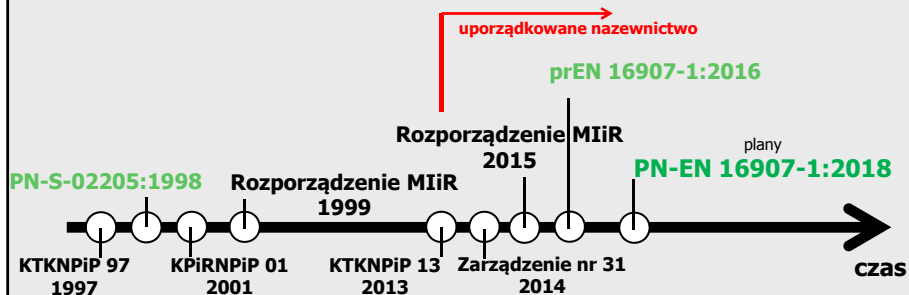 uporządkowane nazewnictwo
prEN 16907-1:2016
Rozporządzenie MIiR
2015
plany
PN-EN 16907-1:2018
PN-S-02205:1998
Rozporządzenie MIiR
1999
KTKNPiP 97
1997
KPiRNPiP 01
2001
KTKNPiP 13
2013
Zarządzenie nr 31
2014
czas